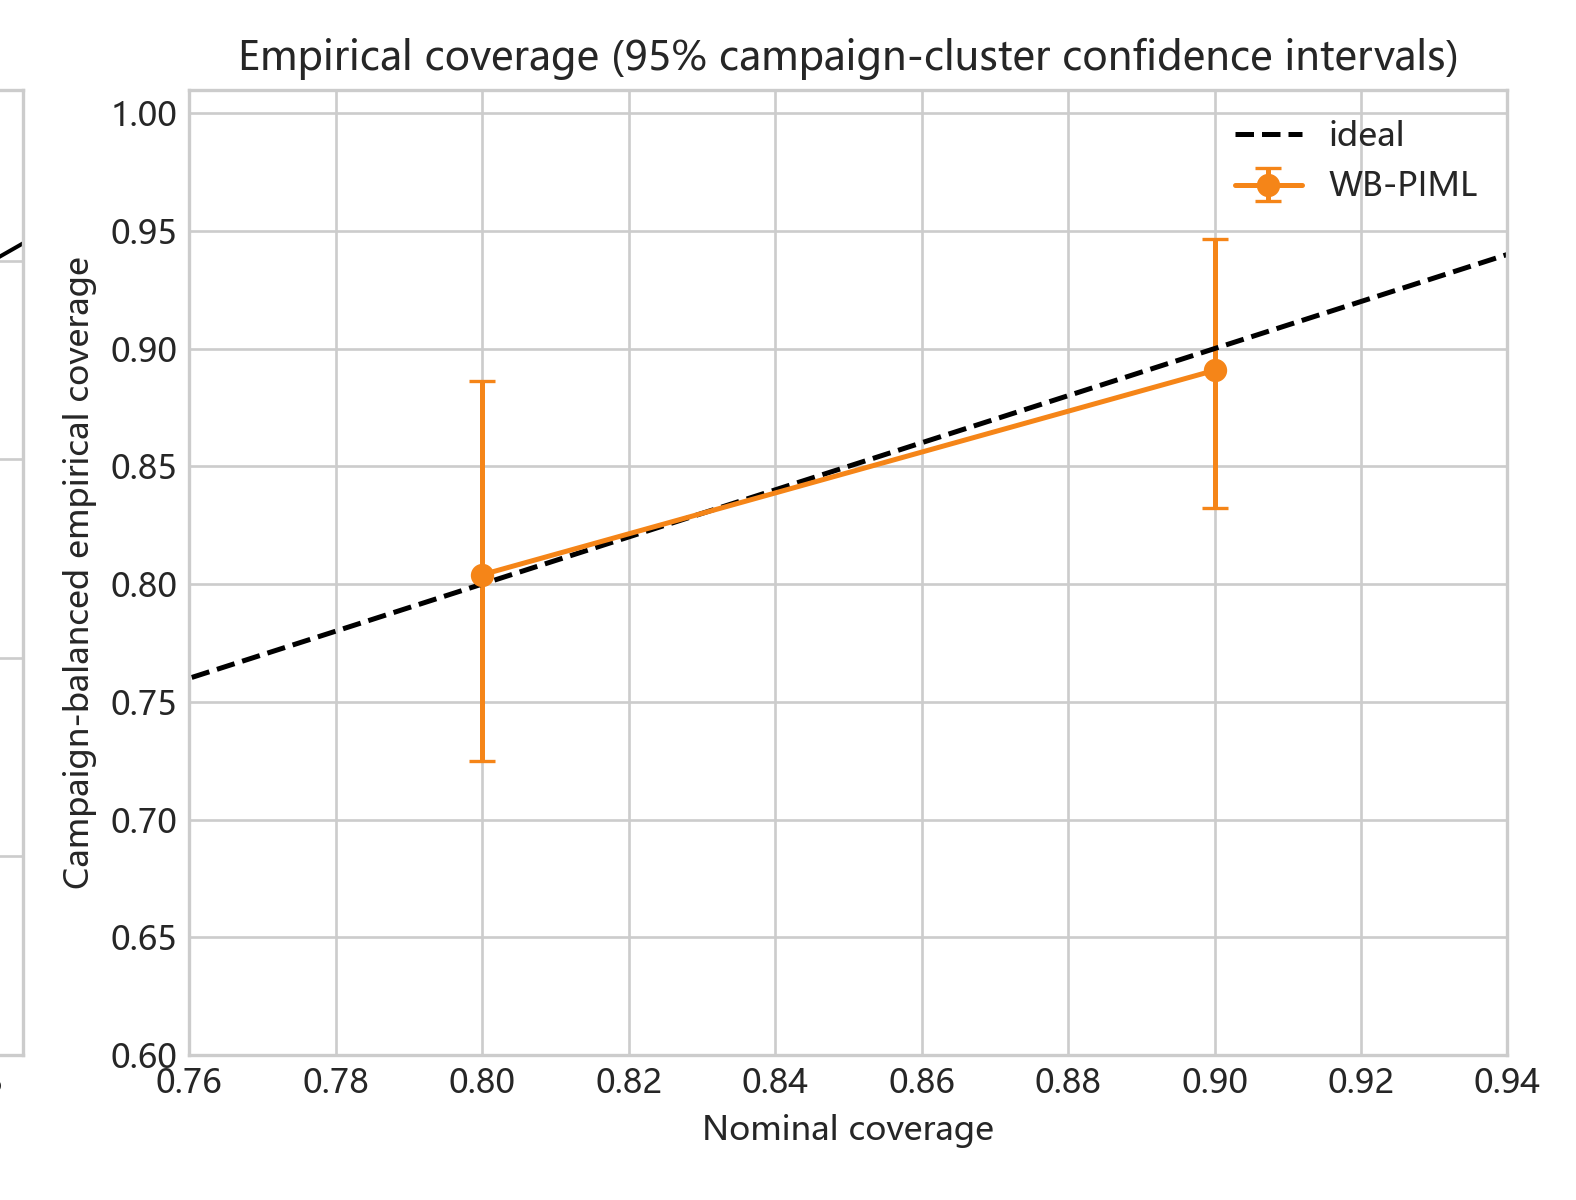 Empirical coverage (95% campaign-cluster confidence intervals)
ideal
WB-PIML
Campaign-balanced empirical coverage
1.00
0.95
0.90
0.85
0.80
0.75
0.70
0.65
0.60
0.76 0.78 0.80 0.82 0.84 0.86 0.88 0.90 0.92 0.94
Nominal coverage